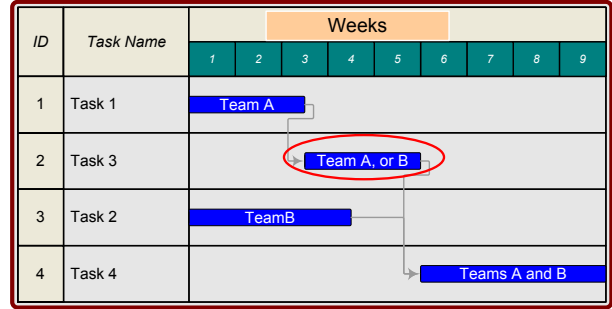 ID Task Name Weeks
1 2 3 4 5 6 7 8 9
1 Task 1 Team A
2 Task 3 Team A, or B
3 Task 2 TeamB
4 Task 4 Teams A and B